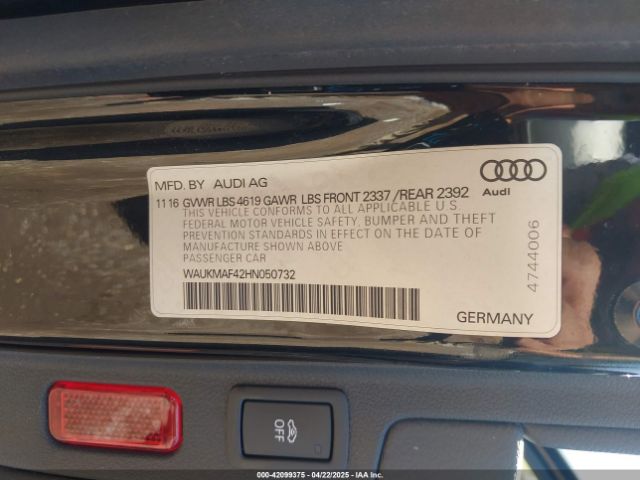 MFD. BY AUDI AG
Audi
11 16 GVWR LBS 4619 GAWR LBS FRONT 2337 /REAR 2392
THIS VEHICLE CONFORMS TO ALL APPLICABLE U S
FEDERAL MOTOR VEHICLE SAFETY, BUMPER AND THEFT
PREVENTION STANDARDS IN EFFECT ON THE DATE OF
MANUFACTURE SHOWN ABOVE
PASSENGER CAR
WAUKMAF42HN050732
4744006
GERMANY
OFF
000-42099375 - 04/22/2025 - IAAI.COM